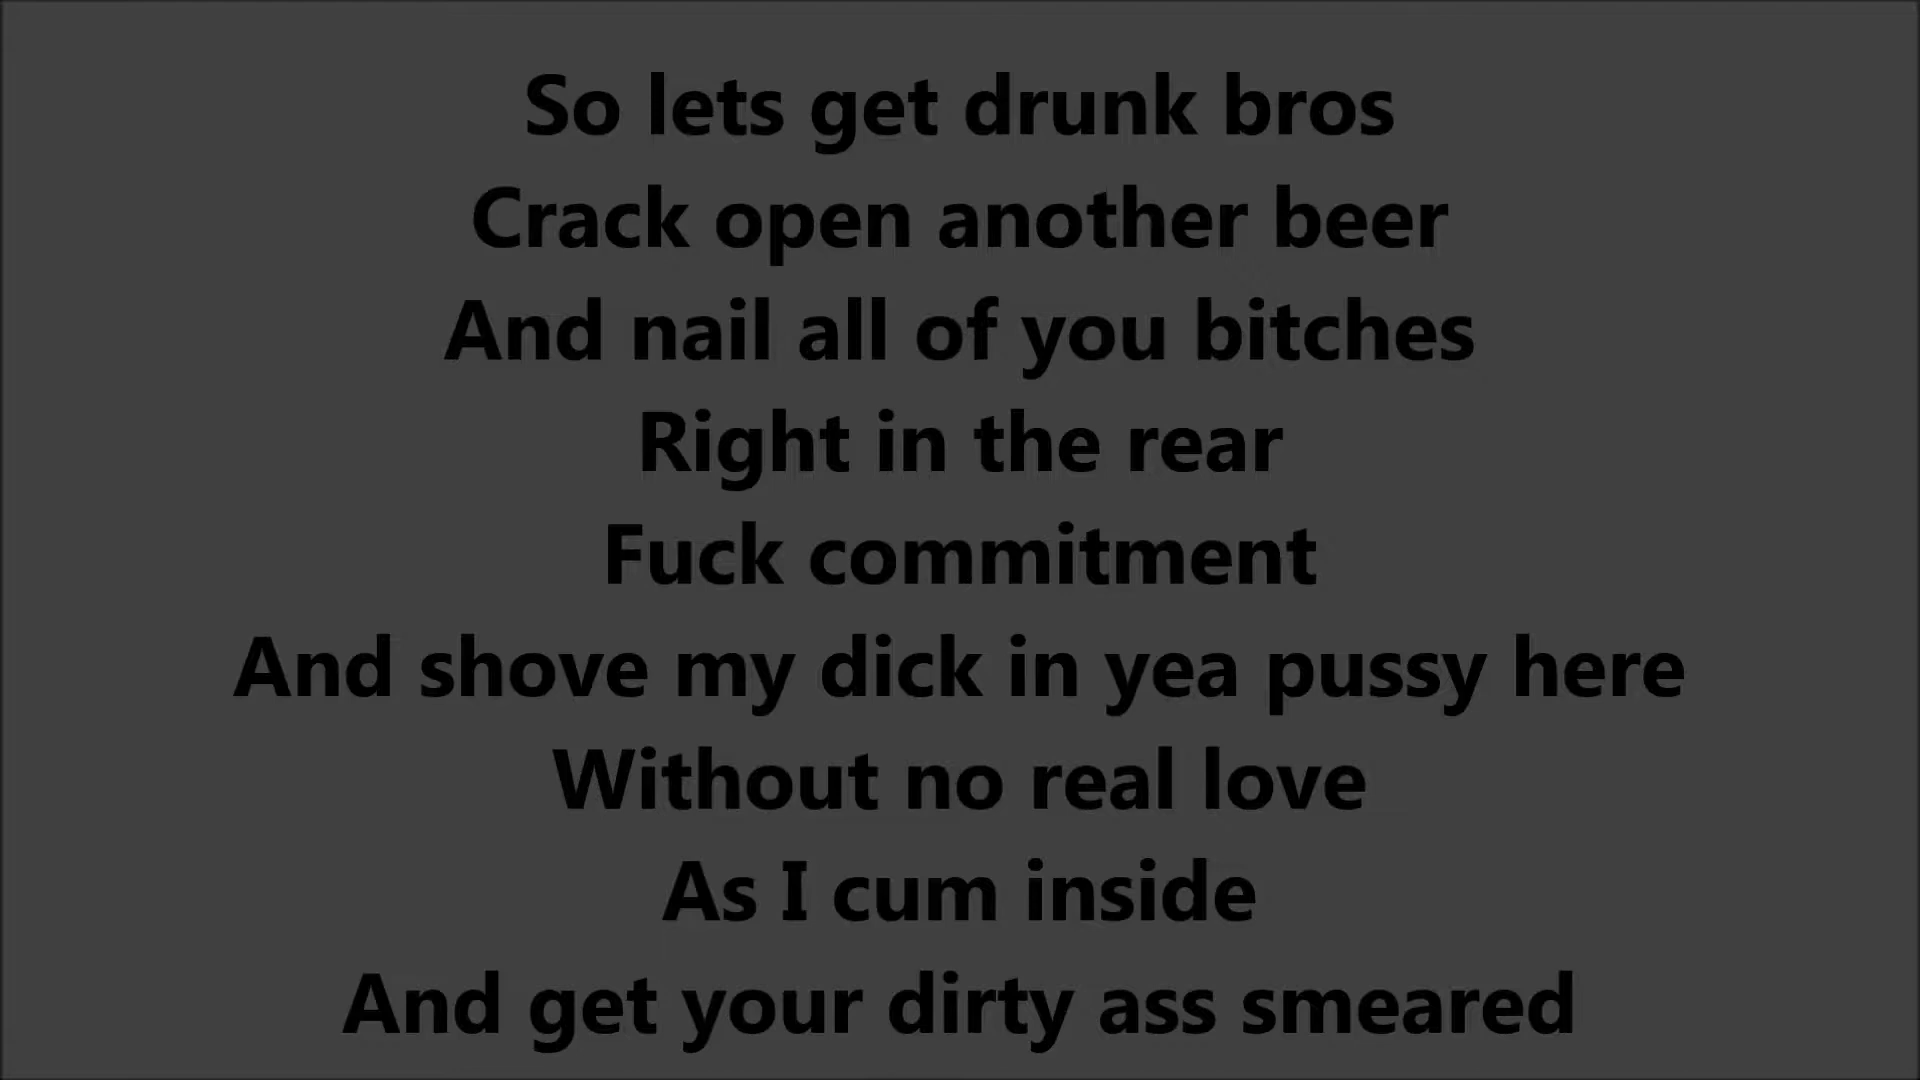 So lets get drunk bros
Crack open another beer
And nail all of you bitches
Right in the rear
Fuck commitment
And shove my dick in yea pussy here
Without no real love
As I cum inside
And get your dirty ass smeared